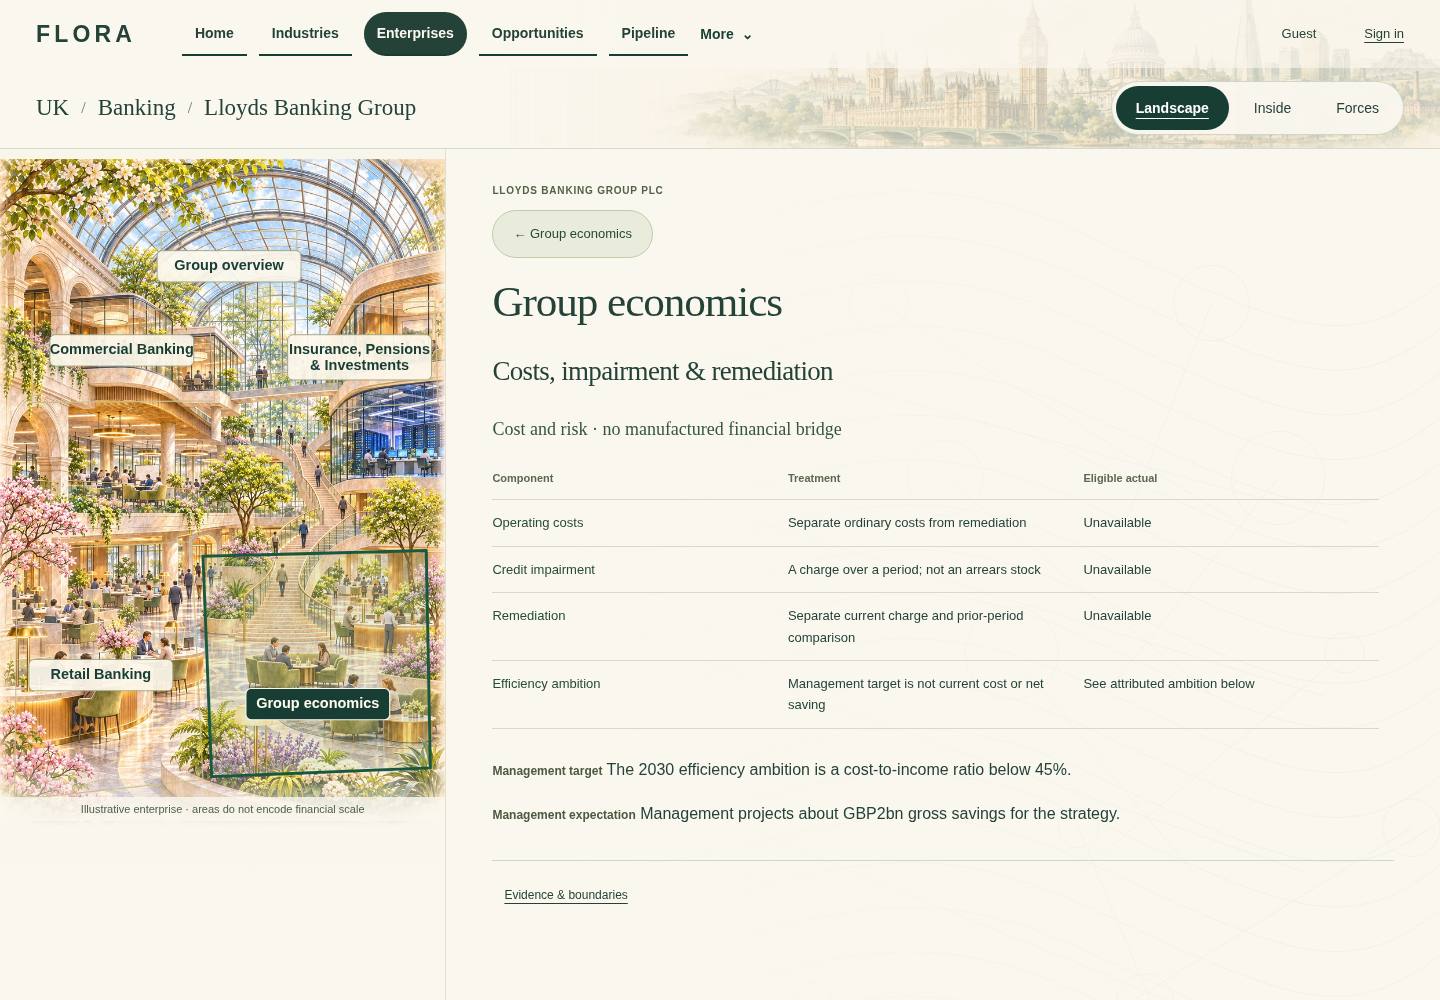 FLORA
Home
Industries
Enterprises
Opportunities
Pipeline
More
Guest
Sign in
UK / Banking / Lloyds Banking Group
Landscape
Inside
Forces
Group overview
Commercial Banking
Insurance, Pensions
& Investments
Retail Banking
Group economics
Illustrative enterprise · areas do not encode financial scale
LLOYDS BANKING GROUP PLC
← Group economics
Group economics
Costs, impairment & remediation
Cost and risk · no manufactured financial bridge
Component Treatment Eligible actual
Operating costs Separate ordinary costs from remediation Unavailable
Credit impairment A charge over a period; not an arrears stock Unavailable
Remediation Separate current charge and prior-period Unavailable
comparison
Efficiency ambition Management target is not current cost or net See attributed ambition below
saving
Management target The 2030 efficiency ambition is a cost-to-income ratio below 45%.
Management expectation Management projects about GBP2bn gross savings for the strategy.
Evidence & boundaries